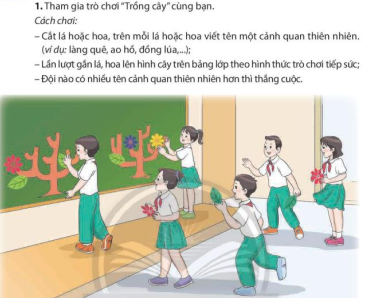 1. Tham gia trò chơi "Trồng cây" cùng bạn.
Cách chơi:
– Cắt lá hoặc hoa, trên mỗi lá hoặc hoa viết tên một cảnh quan thiên nhiên.
(ví dụ: làng quê, ao hồ, đồng lúa,...);
– Lần lượt gắn lá, hoa lên hình cây trên bảng lớp theo hình thức trò chơi tiếp sức;
– Đội nào có nhiều tên cảnh quan thiên nhiên hơn thì thắng cuộc.